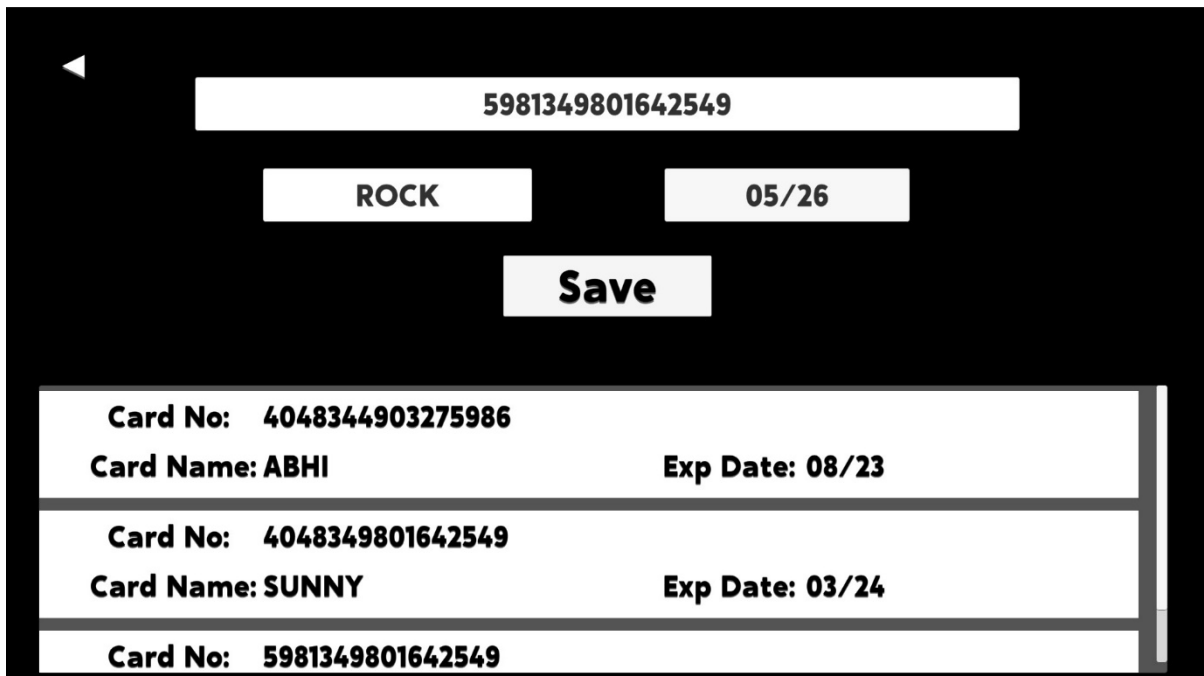 5981349801642549
ROCK 05/26
Save
Card No: 4048344903275986
Card Name: ABHI Exp Date: 08/23
Card No: 4048349801642549
Card Name: SUNNY Exp Date: 03/24
Card No: 5981349801642549